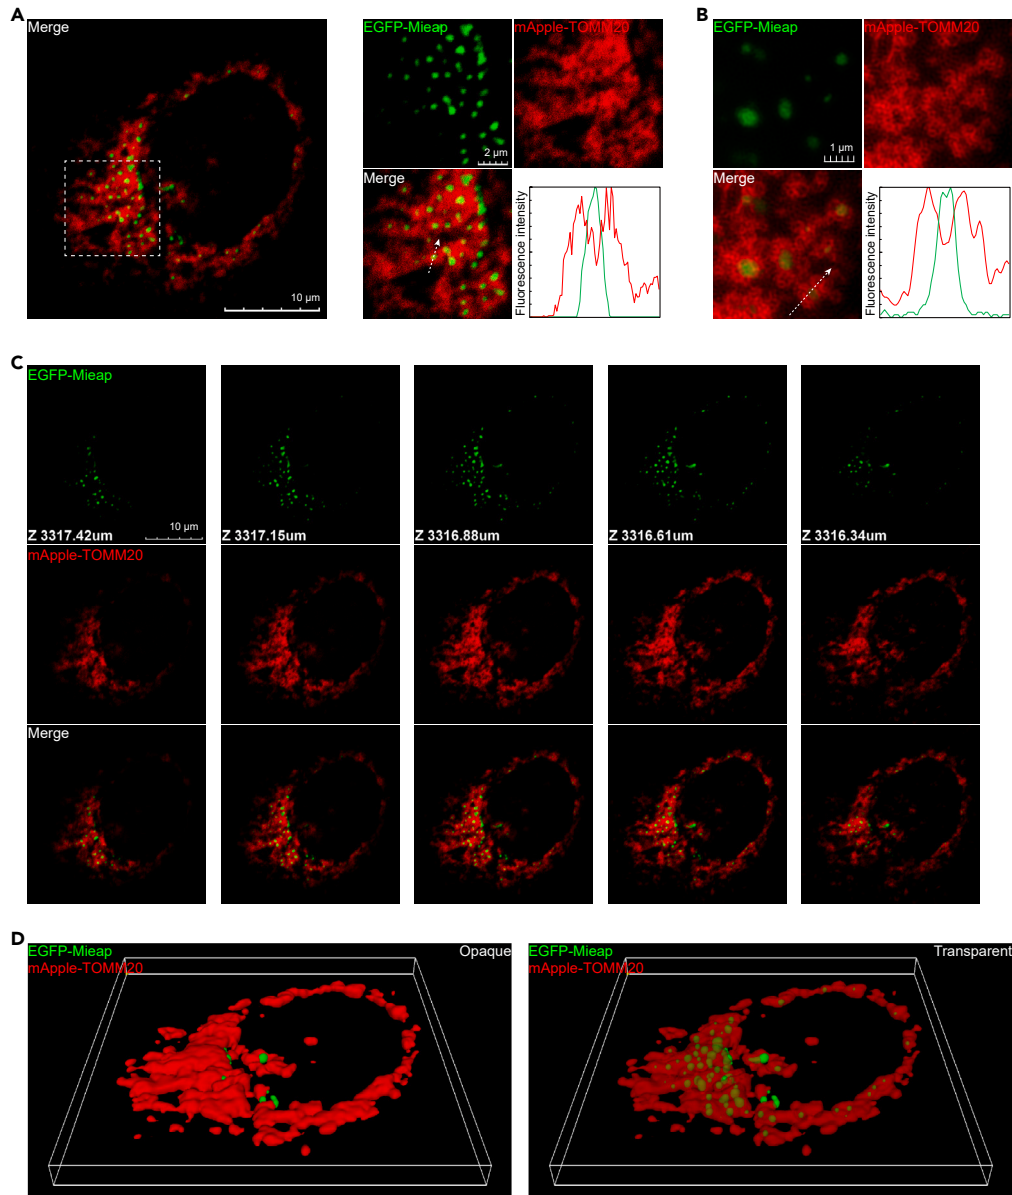 A
Merge
10 µm
EGFP-Mieap
2 µm
mApple-TOMM20
Merge
Fluorescence intensity
B
EGFP-Mieap
1 µm
mApple-TOMM20
Merge
Fluorescence intensity
C
EGFP-Mieap
10 µm
Z 3317.42um
Z 3317.15um
Z 3316.88um
Z 3316.61um
Z 3316.34um
mApple-TOMM20
Merge
D
EGFP-Mieap
mApple-TOMM20
Opaque
EGFP-Mieap
mApple-TOMM20
Transparent